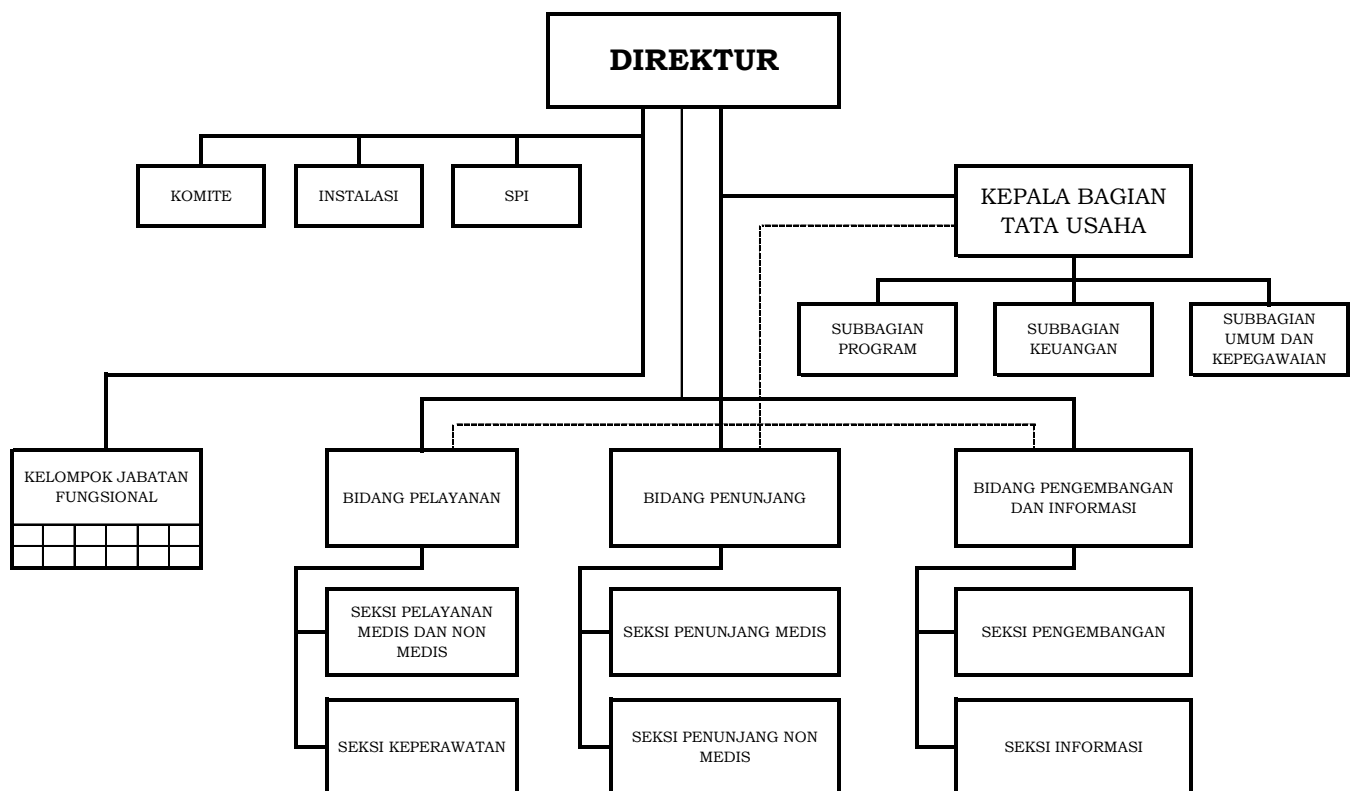 DIREKTUR
KOMITE
INSTALASI
SPI
KEPALA BAGIAN
TATA USAHA
SUBBAGIAN
PROGRAM
SUBBAGIAN
KEUANGAN
SUBBAGIAN
UMUM DAN
KEPEGAWAIAN
KELOMPOK JABATAN
FUNGSIONAL
BIDANG PELAYANAN
BIDANG PENUNJANG
BIDANG PENGEMBANGAN
DAN INFORMASI
SEKSI PELAYANAN
MEDIS DAN NON
MEDIS
SEKSI PENUNJANG MEDIS
SEKSI PENGEMBANGAN
SEKSI KEPERAWATAN
SEKSI PENUNJANG NON
MEDIS
SEKSI INFORMASI